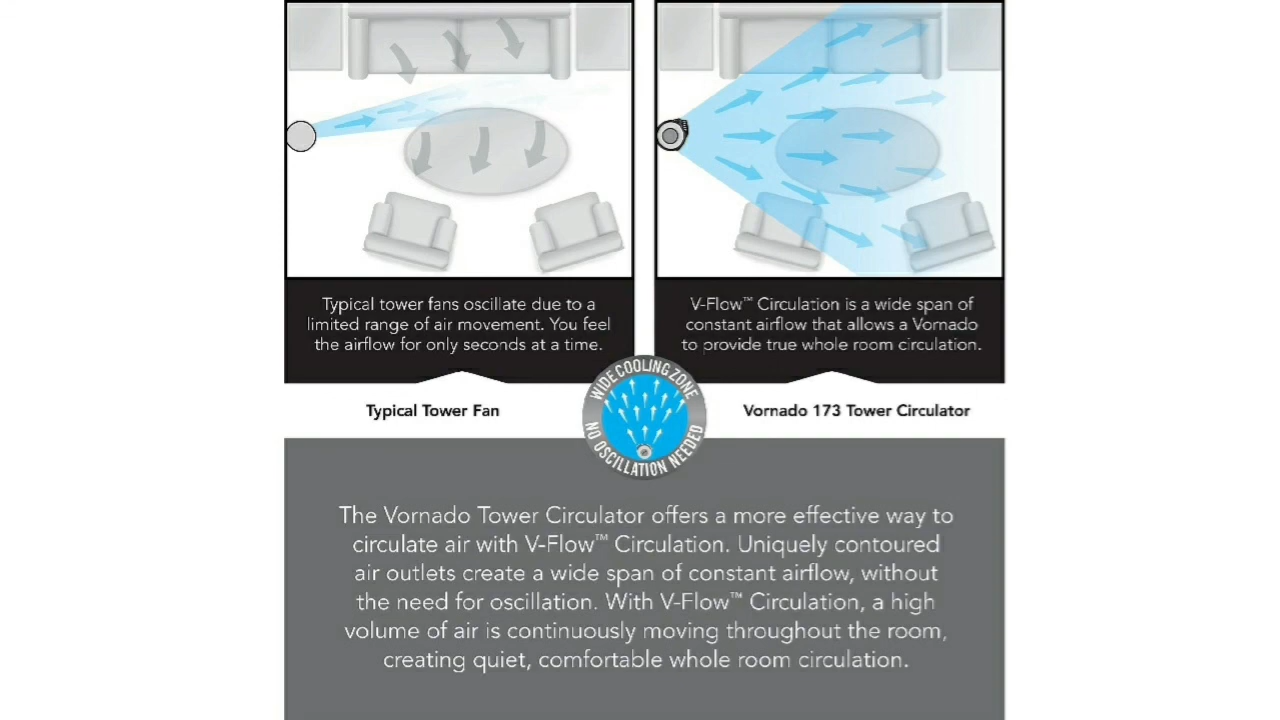 Typical tower fans oscillate due to a
limited range of air movement. You feel
the airflow for only seconds at a time.
V-Flow™ Circulation is a wide span of
constant airflow that allows a Vornado
to provide true whole room circulation.
Typical Tower Fan
WIDE COOLING ZONE
NO OSCILLATION NEEDED
Vornado 173 Tower Circulator
The Vornado Tower Circulator offers a more effective way to
circulate air with V-Flow™ Circulation. Uniquely contoured
air outlets create a wide span of constant airflow, without
the need for oscillation. With V-Flow™ Circulation, a high
volume of air is continuously moving throughout the room,
creating quiet, comfortable whole room circulation.